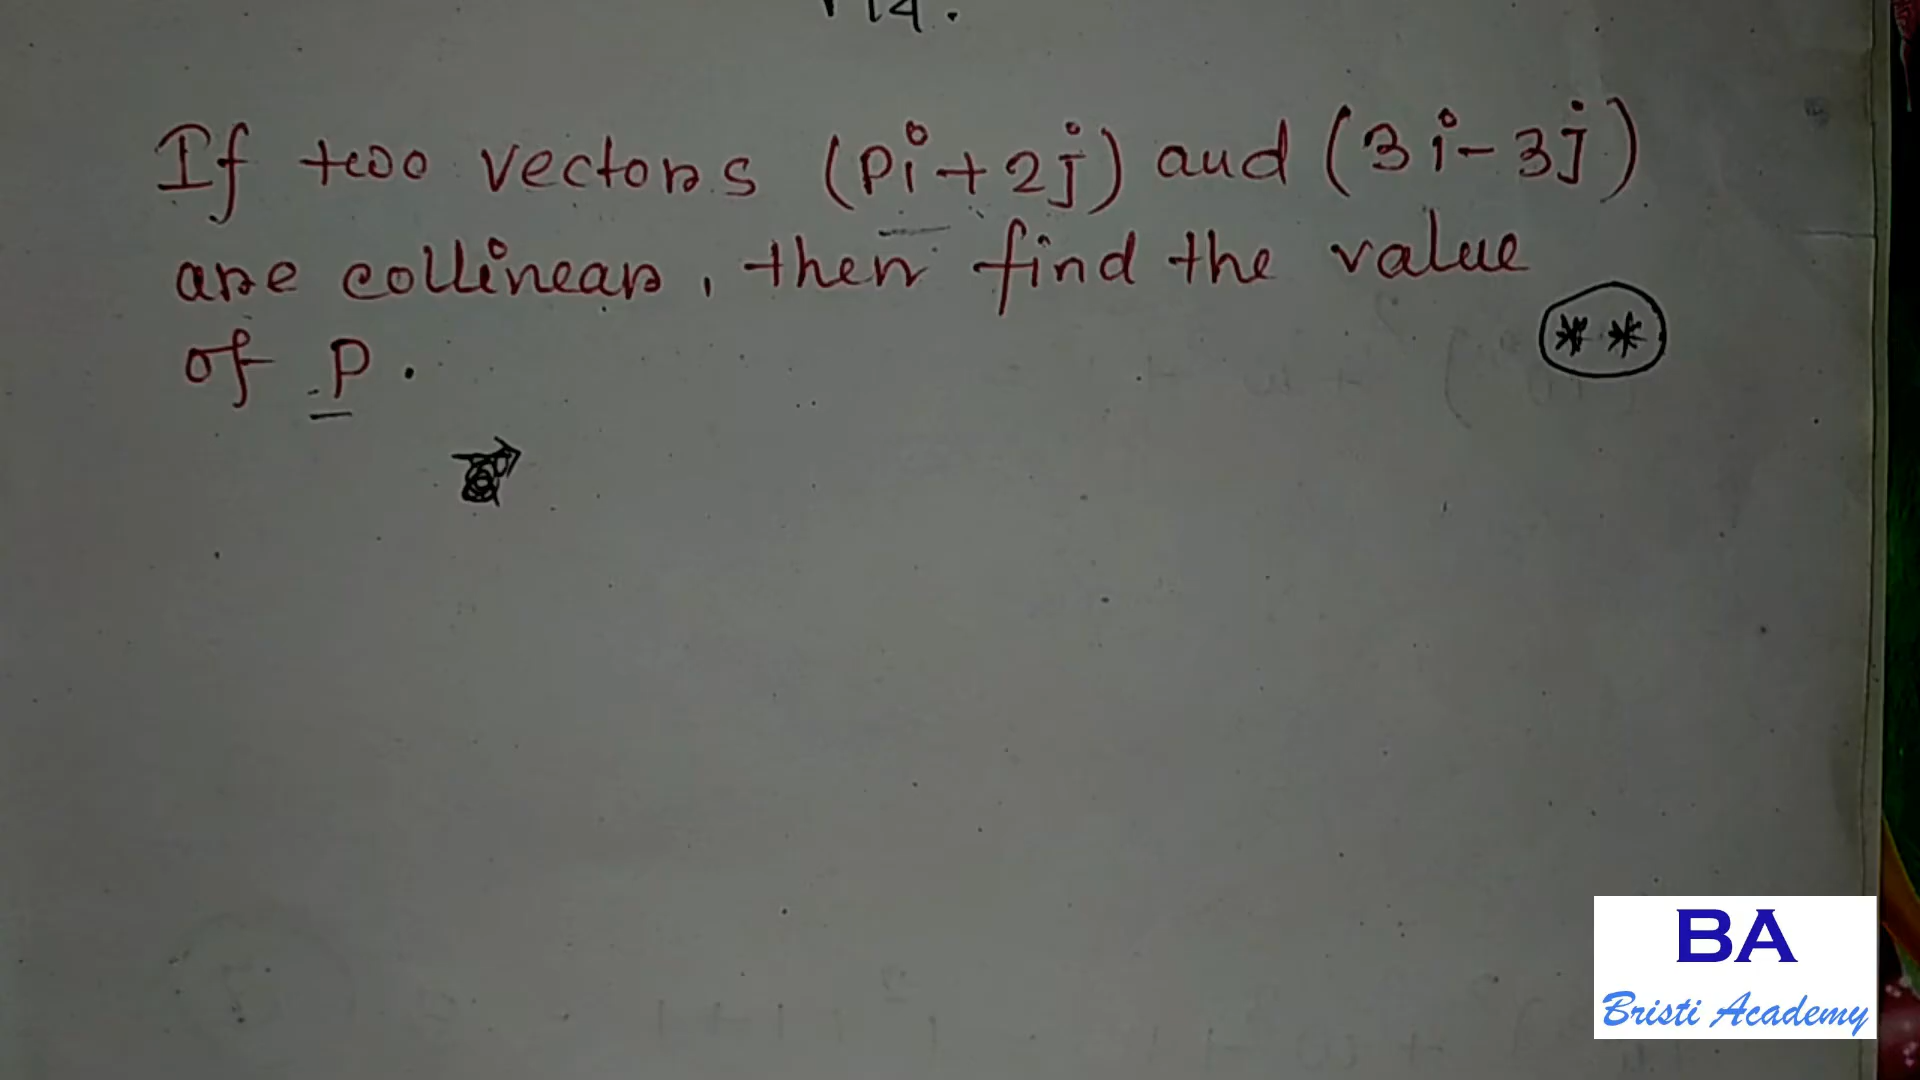 If two vectors (Pi + 2j) and (3i - 3j)
are collinear, then find the value
of P.
**
BA
Bristi Academy